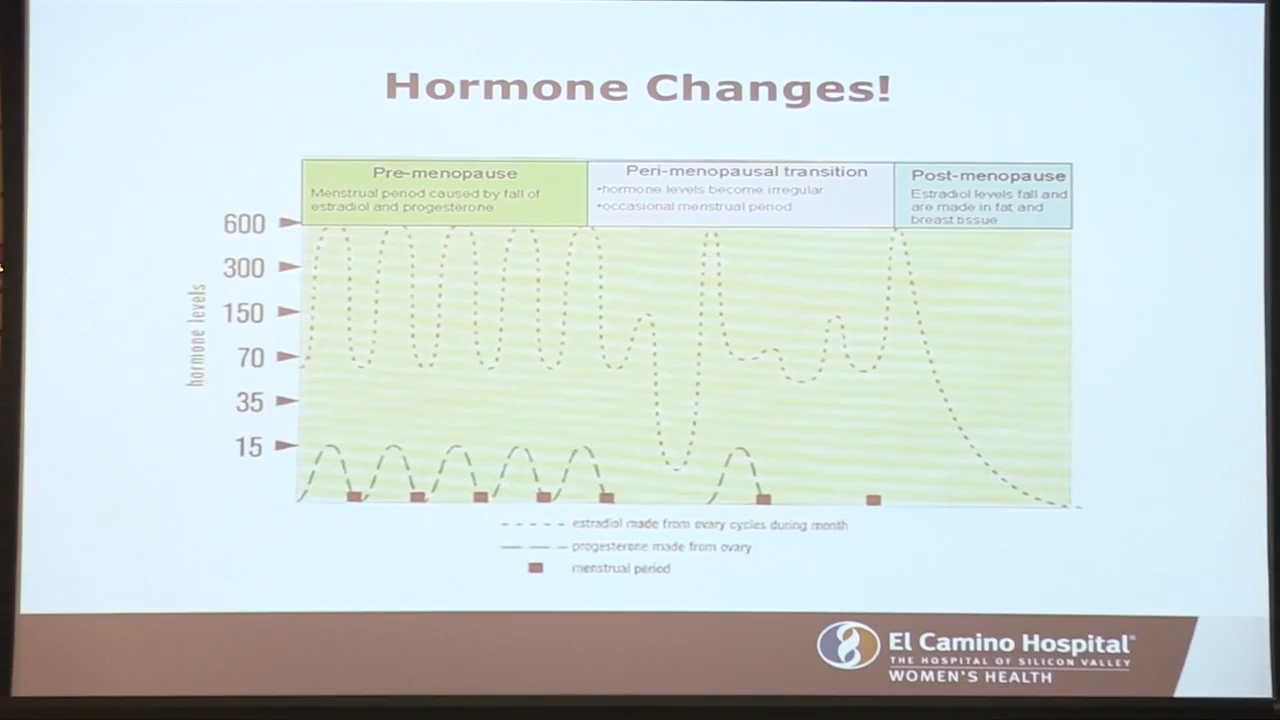 Hormone Changes!
Pre-menopause
Menstrual period caused by fall of
estradiol and progesterone
Peri-menopausal transition
•hormone levels become irregular
•occasional menstrual period
Post-menopause
Estradiol levels fall and
are made in fat and
breast tissue
hormone levels
600
300
150
70
35
15
estradiol made from ovary cycles during month
progesterone made from ovary
menstrual period
El Camino Hospital®
THE HOSPITAL OF SILICON VALLEY
WOMEN'S HEALTH